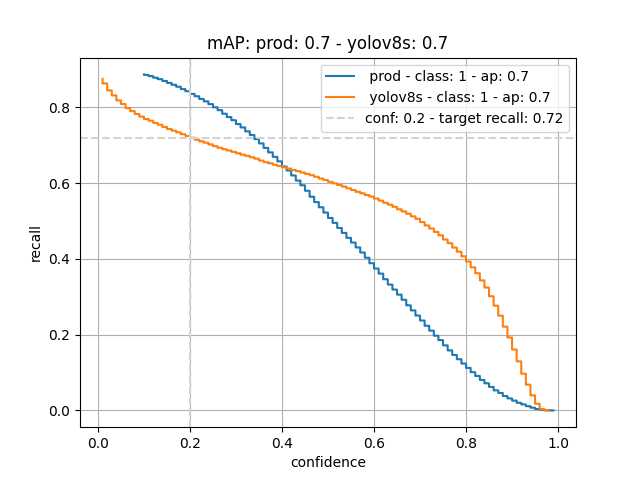 mAP: prod: 0.7 - yolov8s: 0.7
prod - class: 1 - ap: 0.7
yolov8s - class: 1 - ap: 0.7
conf: 0.2 - target recall: 0.72
recall
0.8
0.6
0.4
0.2
0.0
0.0 0.2 0.4 0.6 0.8 1.0
confidence